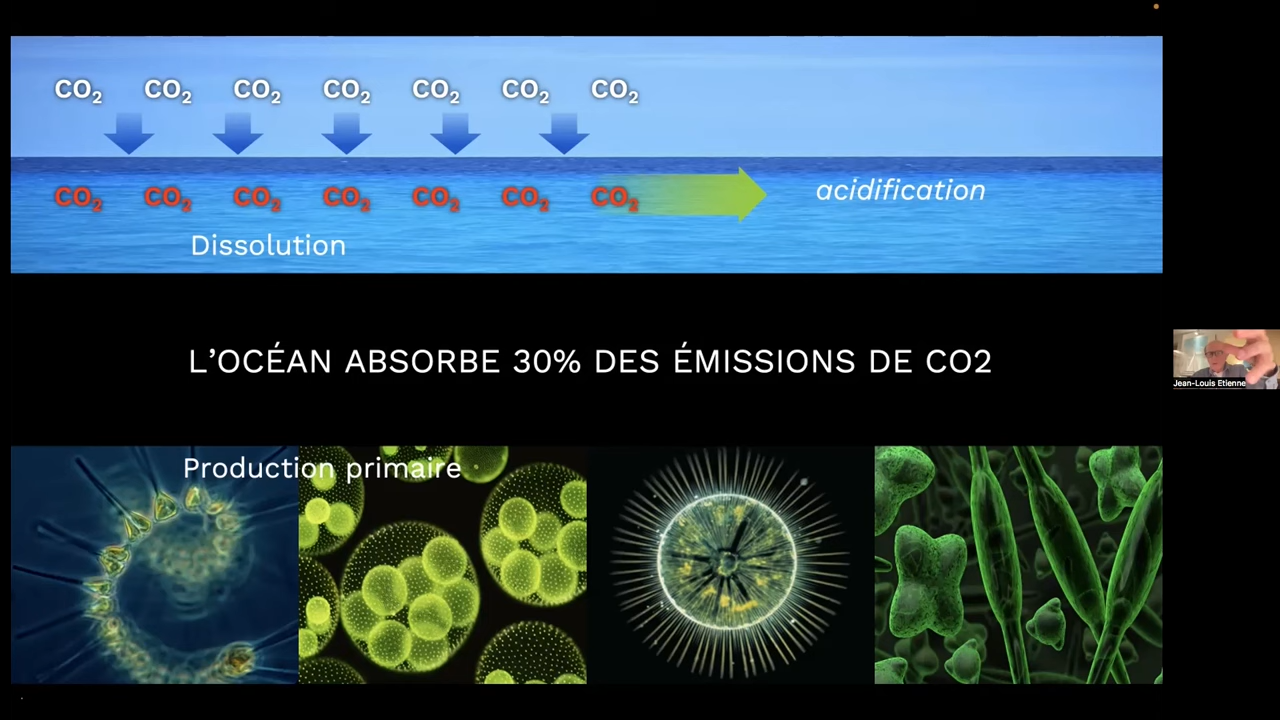 CO₂ CO₂ CO₂ CO₂ CO₂ CO₂ CO₂
CO₂ CO₂ CO₂ CO₂ CO₂ CO₂ CO₂
acidification
Dissolution
L’OCÉAN ABSORBE 30% DES ÉMISSIONS DE CO2
Jean-Louis Etienne
Production primaire